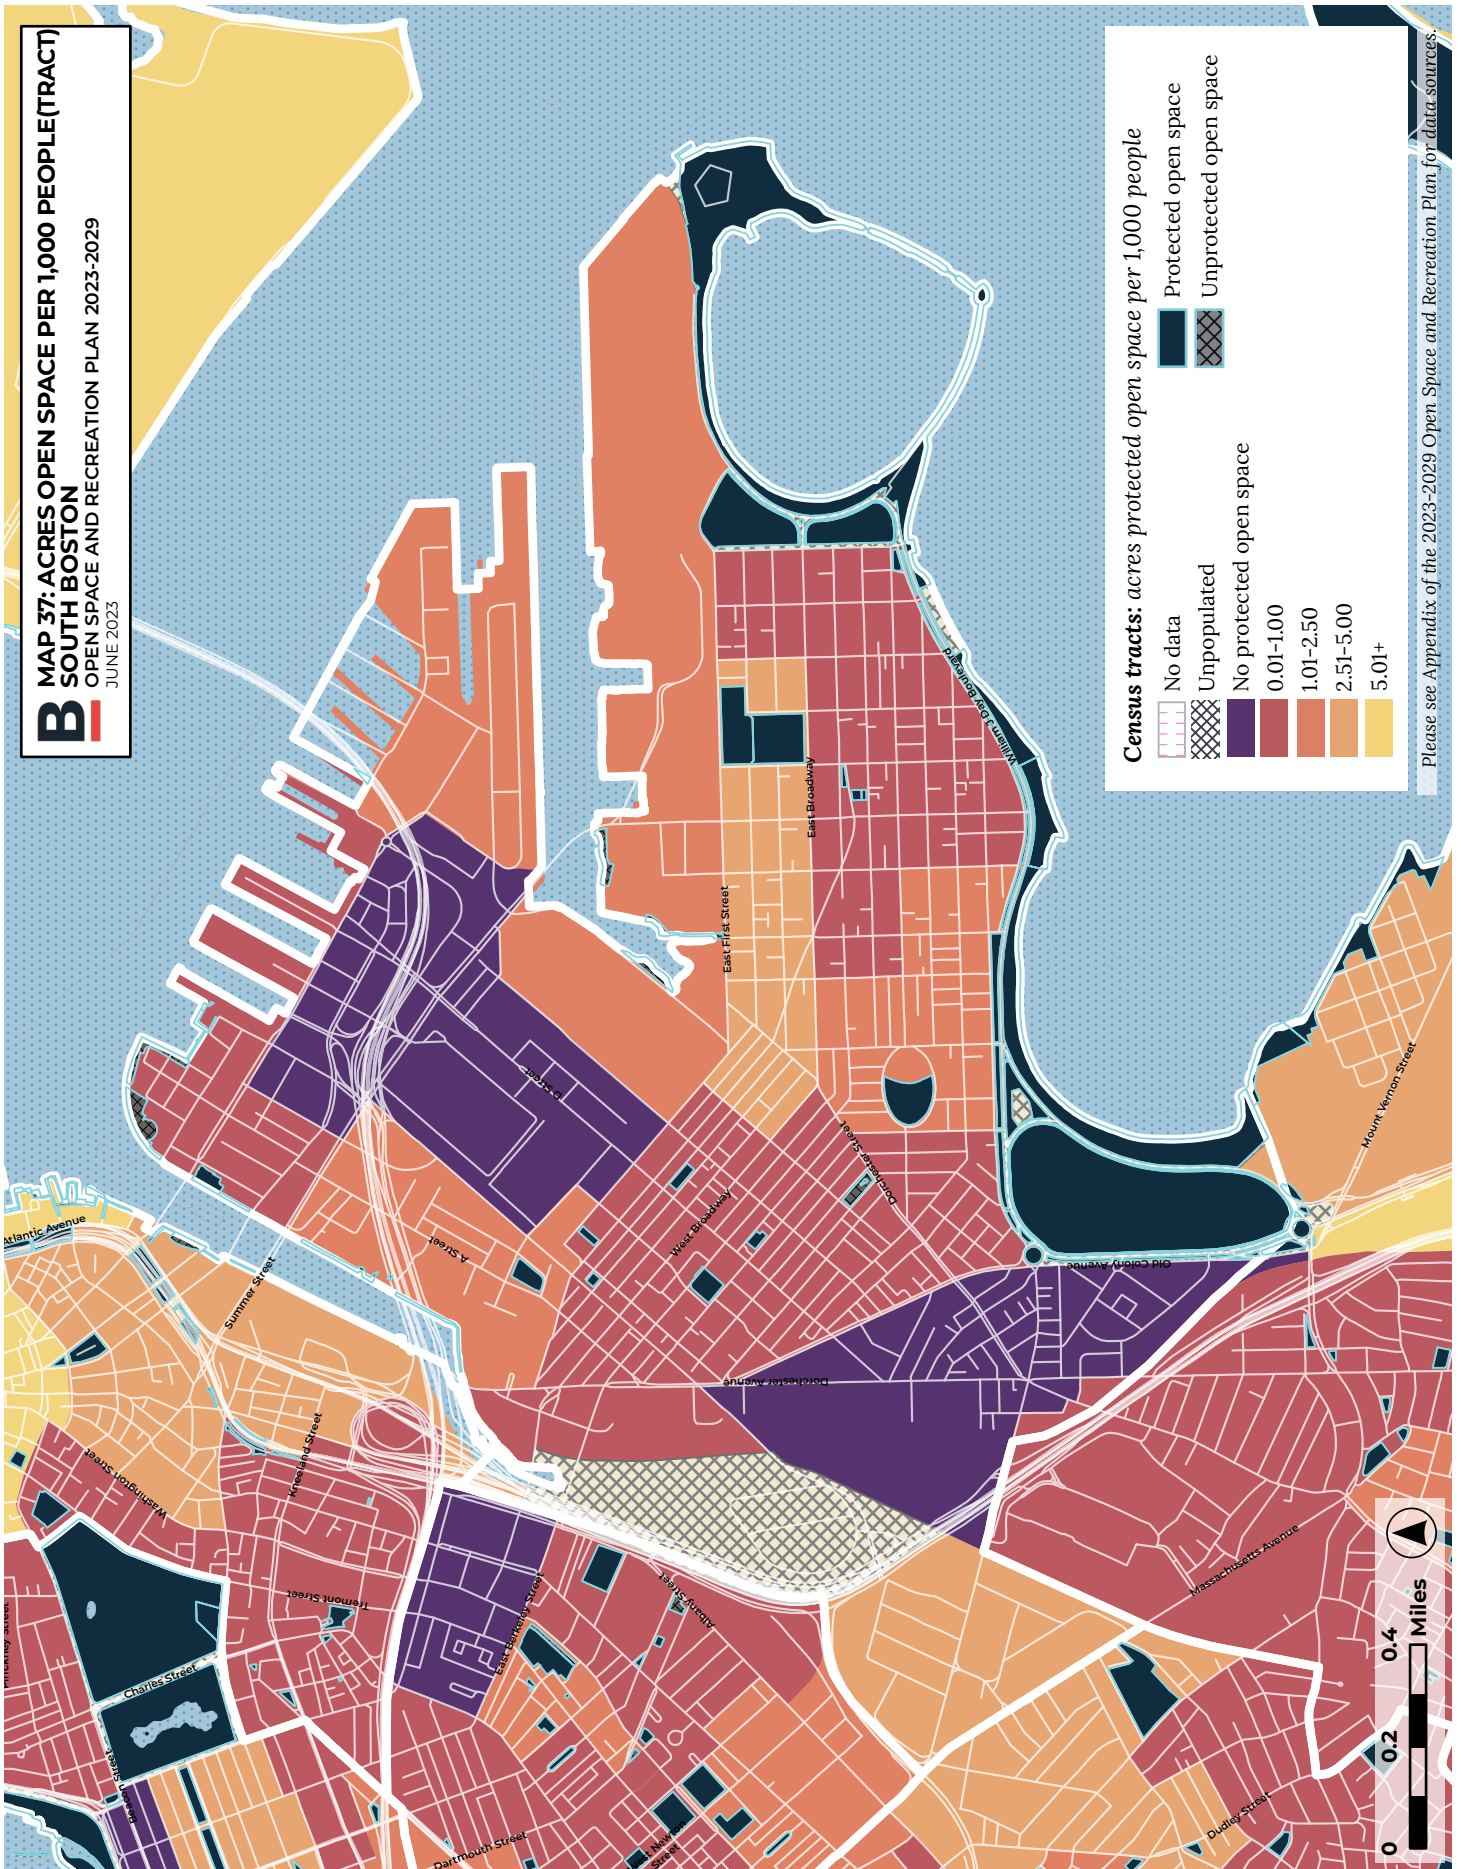 B
MAP 37: ACRES OPEN SPACE PER 1,000 PEOPLE(TRACT)
SOUTH BOSTON
OPEN SPACE AND RECREATION PLAN 2023-2029
JUNE 2023
Atlantic Avenue
Summer Street
Kneeland Street
Washington Street
Tremont Street
Charles Street
Beacon Street
Pinckney Street
East Berkeley Street
Albany Street
Dartmouth Street
West Newton
Street
A Street
D Street
West Broadway
Dorchester Street
Dorchester Avenue
Old Colony Avenue
East First Street
East Broadway
William J Day Boulevard
Mount Vernon Street
Massachusetts Avenue
Dudley Street
Census tracts: acres protected open space per 1,000 people
No data
Unpopulated
No protected open space
0.01-1.00
1.01-2.50
2.51-5.00
5.01+
Protected open space
Unprotected open space
Please see Appendix of the 2023-2029 Open Space and Recreation Plan for data sources.
0 0.2 0.4
Miles